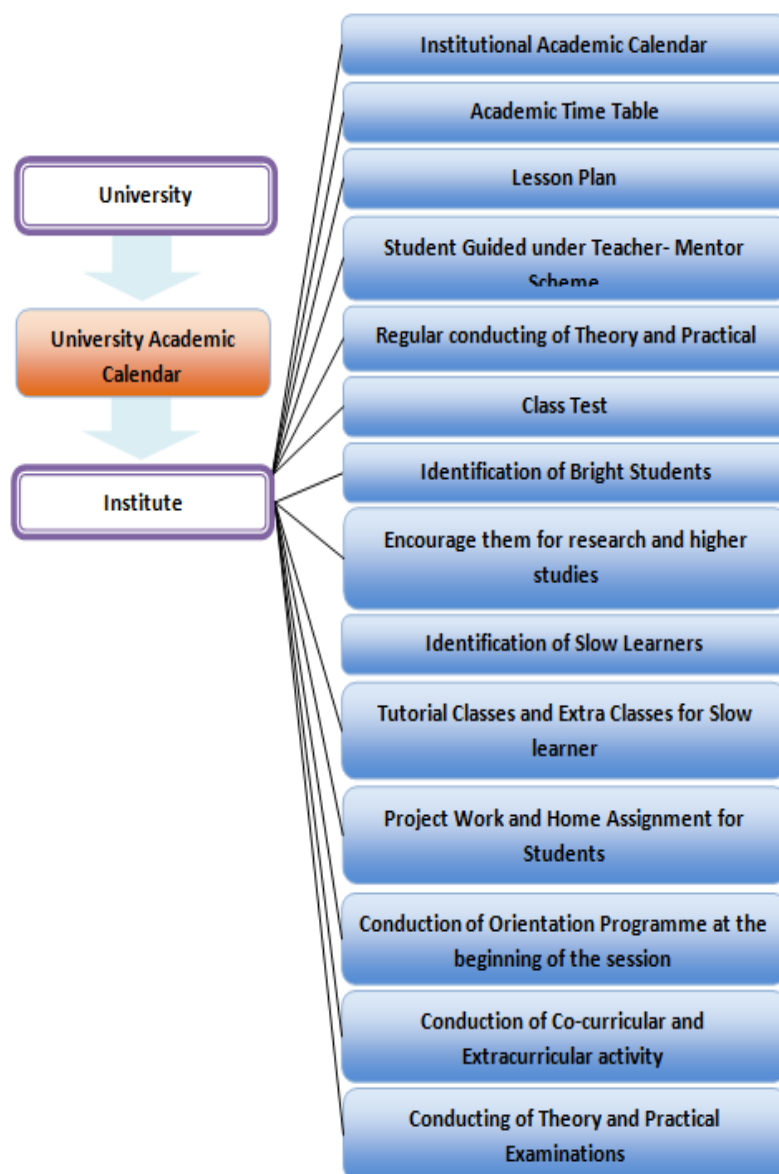 University
University Academic
Calendar
Institute
Institutional Academic Calendar
Academic Time Table
Lesson Plan
Student Guided under Teacher- Mentor
Scheme
Regular conducting of Theory and Practical
Class Test
Identification of Bright Students
Encourage them for research and higher
studies
Identification of Slow Learners
Tutorial Classes and Extra Classes for Slow
learner
Project Work and Home Assignment for
Students
Conduction of Orientation Programme at the
beginning of the session
Conduction of Co-curricular and
Extracurricular activity
Conducting of Theory and Practical
Examinations